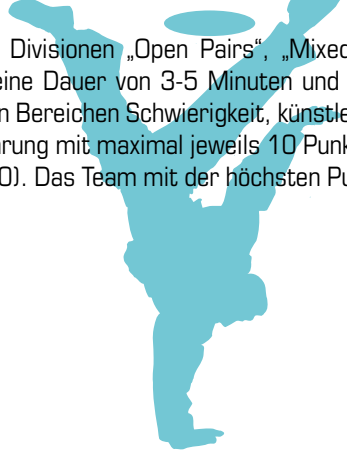 Divisionen „Open Pairs“, „Mixed
eine Dauer von 3-5 Minuten und
n Bereichen Schwierigkeit, künstle
rung mit maximal jeweils 10 Punk
0). Das Team mit der höchsten Pu